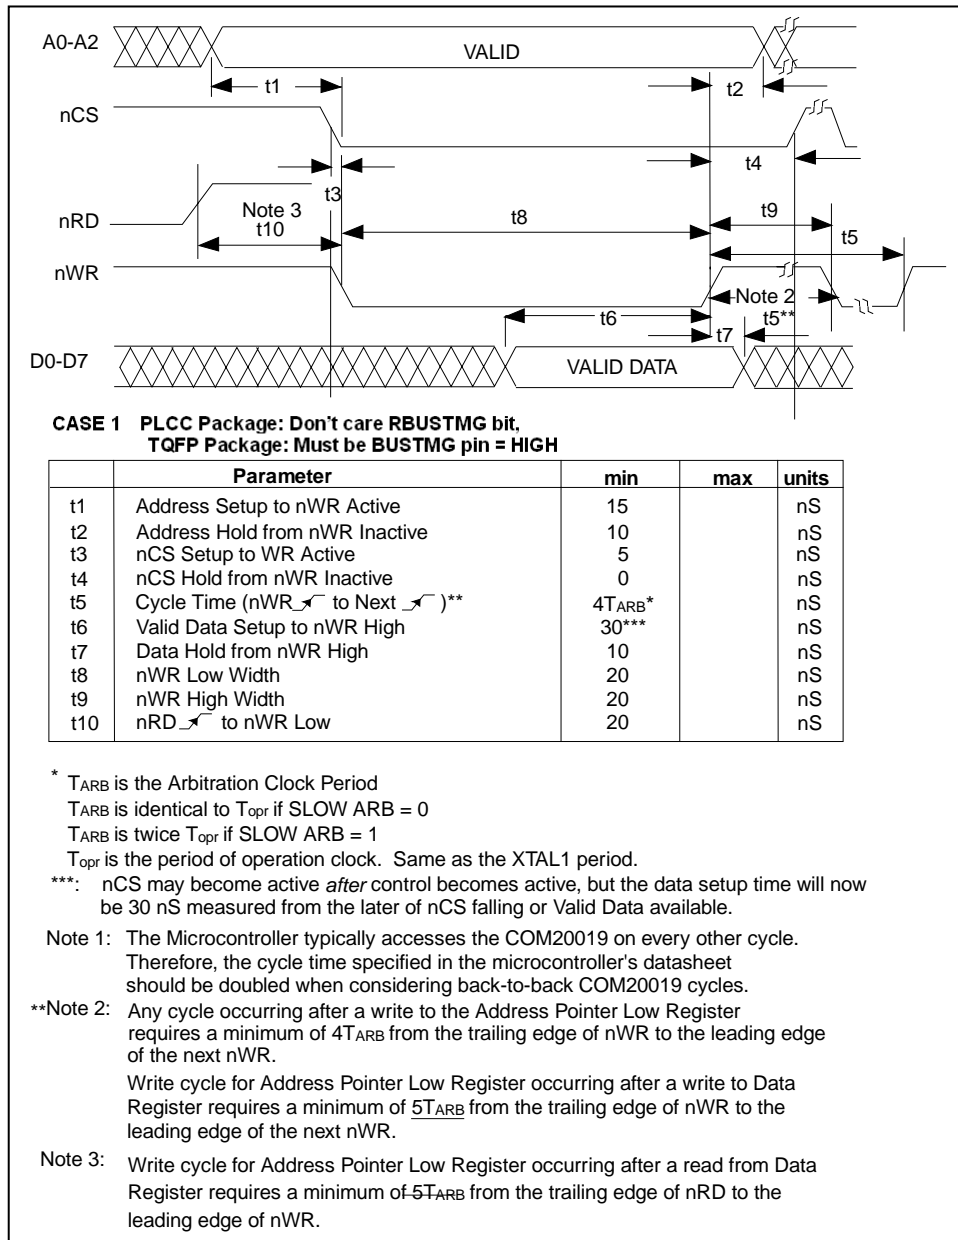 A0-A2
VALID
t1
t2
nCS
t4
t3
nRD
Note 3
t10
t8
t9
t5
nWR
Note 2
t5**
t6
t7
D0-D7
VALID DATA
CASE 1 PLCC Package: Don't care RBUSTMG bit,
TQFP Package: Must be BUSTMG pin = HIGH
Parameter min max units
t1 Address Setup to nWR Active 15 nS
t2 Address Hold from nWR Inactive 10 nS
t3 nCS Setup to WR Active 5 nS
t4 nCS Hold from nWR Inactive 0 nS
t5 Cycle Time (nWR to Next )** 4TARB* nS
t6 Valid Data Setup to nWR High 30*** nS
t7 Data Hold from nWR High 10 nS
t8 nWR Low Width 20 nS
t9 nWR High Width 20 nS
t10 nRD to nWR Low 20 nS
* TARB is the Arbitration Clock Period
TARB is identical to Topr if SLOW ARB = 0
TARB is twice Topr if SLOW ARB = 1
Topr is the period of operation clock. Same as the XTAL1 period.
***: nCS may become active after control becomes active, but the data setup time will now
be 30 nS measured from the later of nCS falling or Valid Data available.
Note 1: The Microcontroller typically accesses the COM20019 on every other cycle.
Therefore, the cycle time specified in the microcontroller's datasheet
should be doubled when considering back-to-back COM20019 cycles.
**Note 2: Any cycle occurring after a write to the Address Pointer Low Register
requires a minimum of 4TARB from the trailing edge of nWR to the leading edge
of the next nWR.
Write cycle for Address Pointer Low Register occurring after a write to Data
Register requires a minimum of 5TARB from the trailing edge of nWR to the
leading edge of the next nWR.
Note 3: Write cycle for Address Pointer Low Register occurring after a read from Data
Register requires a minimum of 5TARB from the trailing edge of nRD to the
leading edge of nWR.